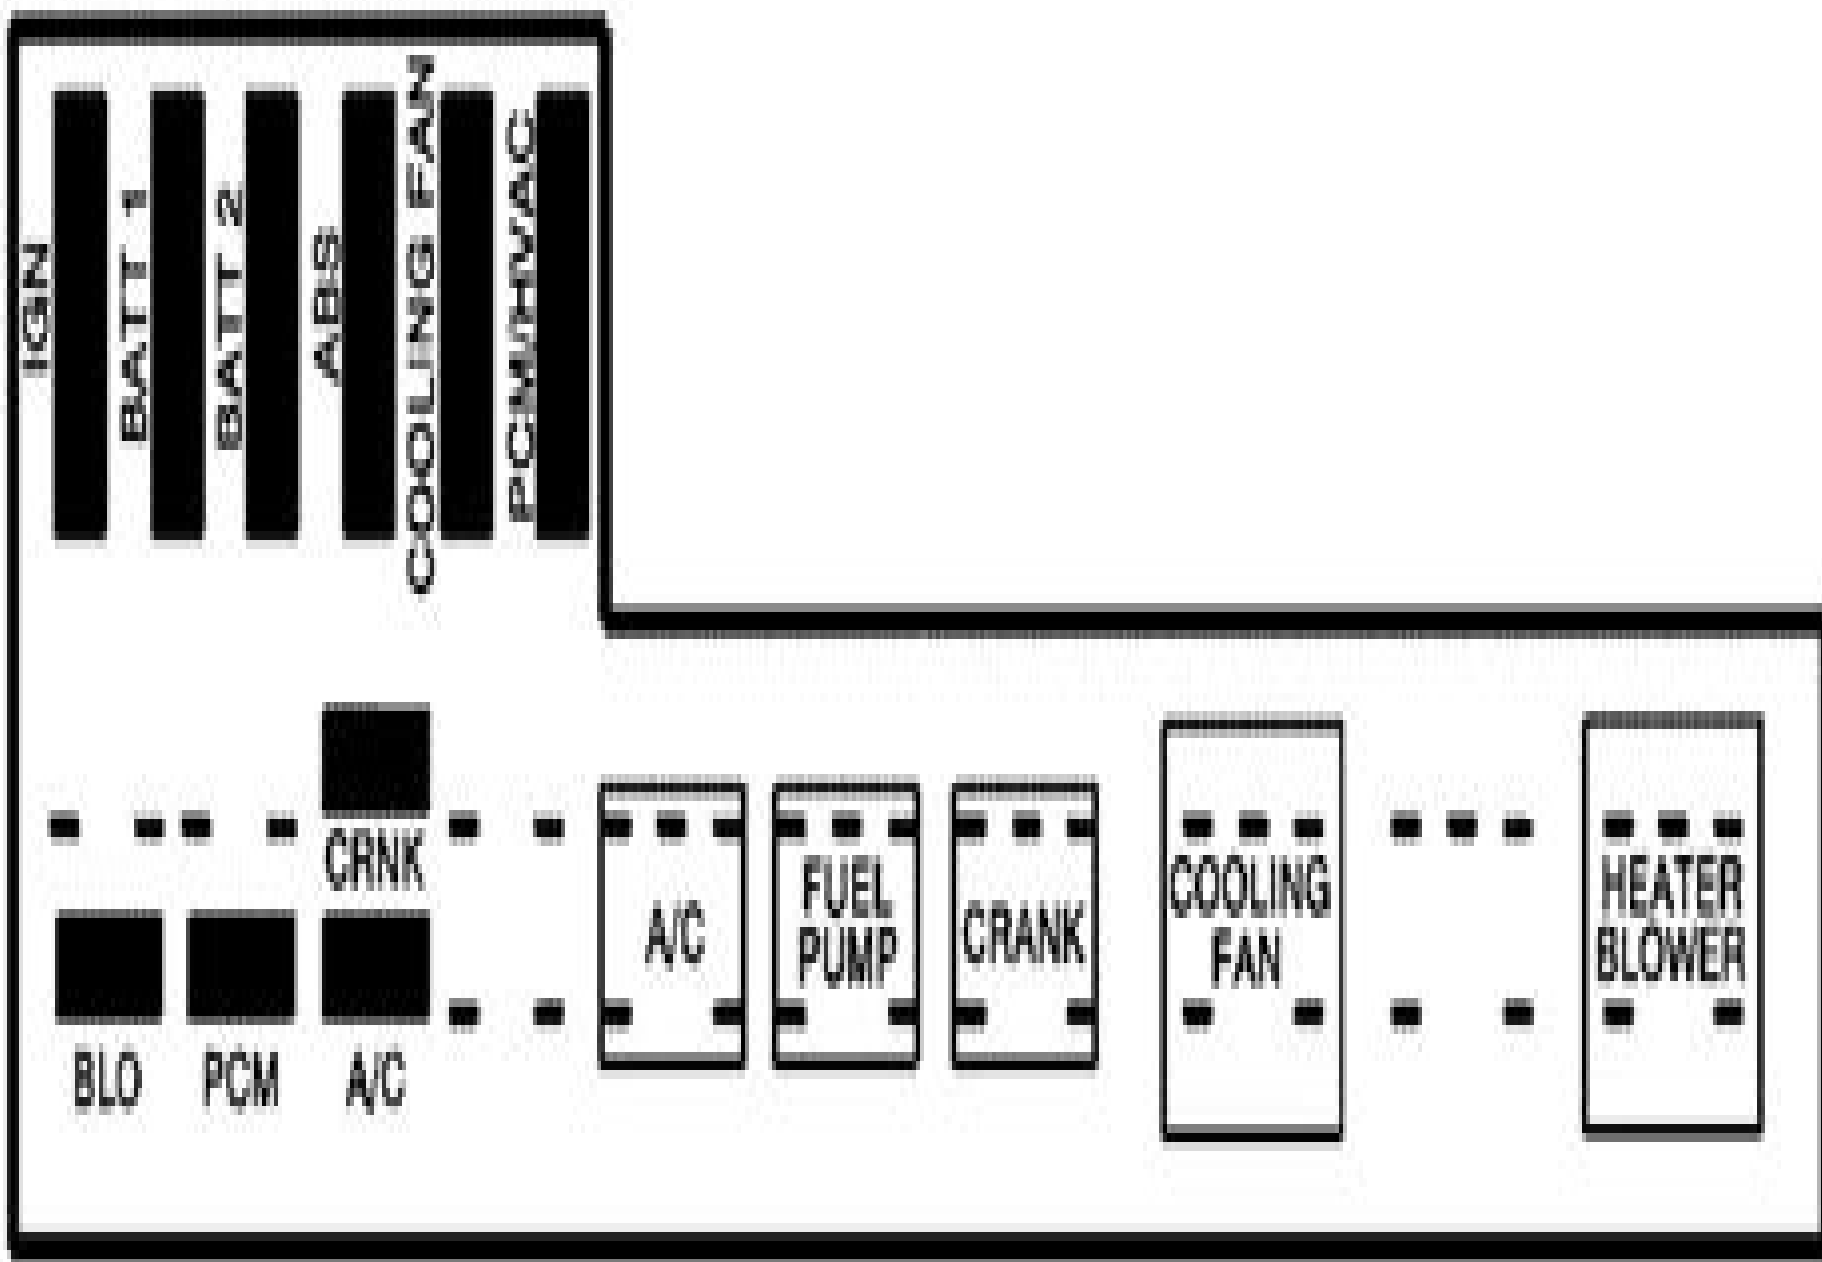 IGN
BATT 1
BATT 2
ABS
COOLING FAN
PCM/HVAC
CRNK
BLO
PCM
A/C
A/C
FUEL
PUMP
CRANK
COOLING
FAN
HEATER
BLOWER